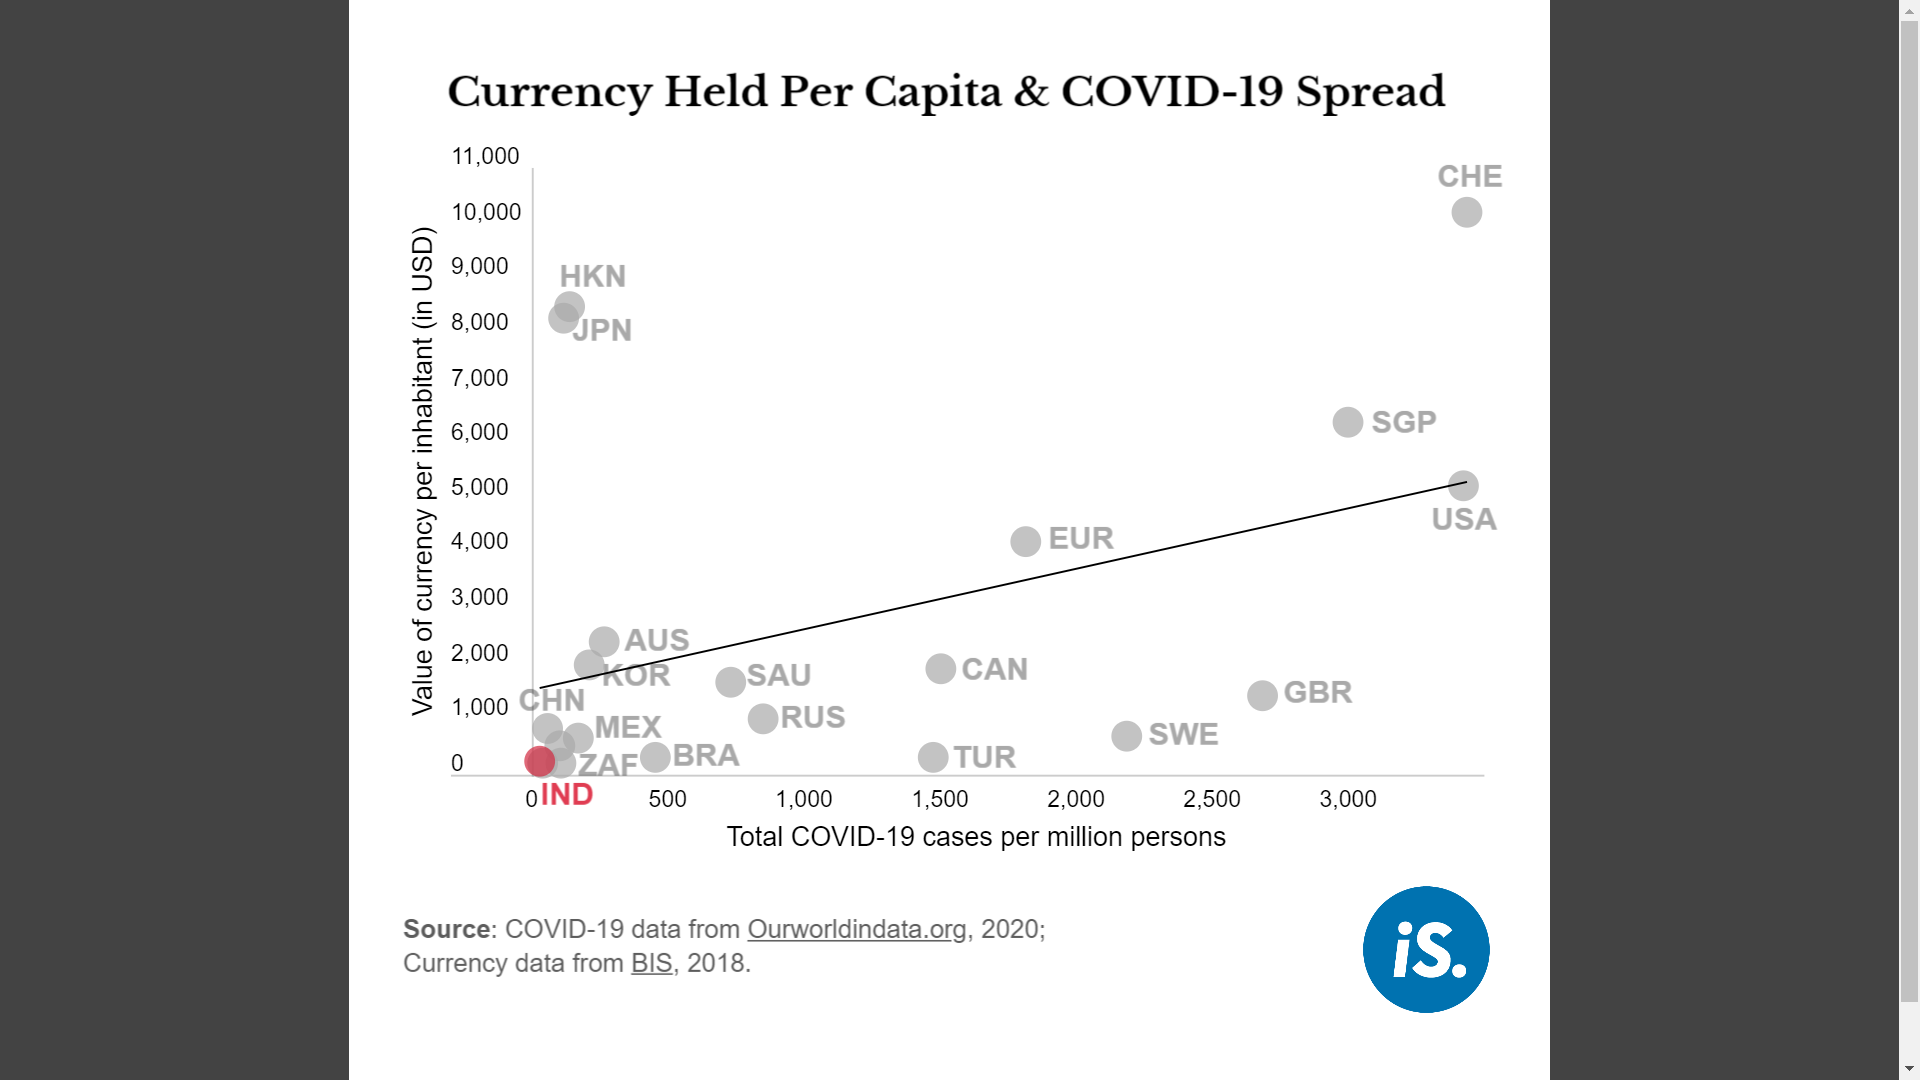 Currency Held Per Capita & COVID-19 Spread
11,000
10,000
9,000
8,000
7,000
6,000
5,000
4,000
3,000
2,000
1,000
0
Value of currency per inhabitant (in USD)
CHE
HKN
JPN
SGP
USA
EUR
AUS
KOR
SAU
CAN
CHN
GBR
MEX
RUS
SWE
ZAF
BRA
TUR
IND
0
500
1,000
1,500
2,000
2,500
3,000
Total COVID-19 cases per million persons
Source: COVID-19 data from Ourworldindata.org, 2020;
Currency data from BIS, 2018.
iS.